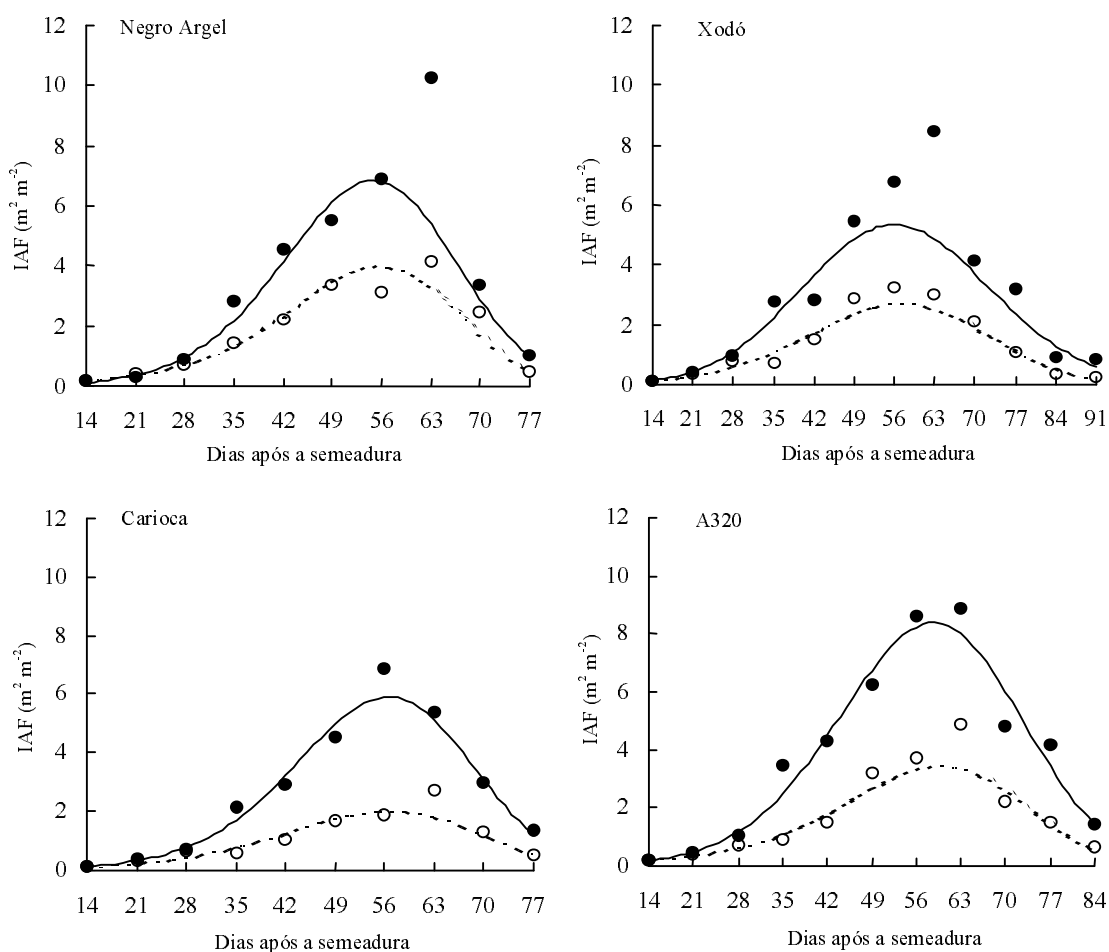 Negro Argel
12
10
8
6
4
2
0
IAF (m² m⁻²)
14 21 28 35 42 49 56 63 70 77
Dias após a semeadura
Xodó
12
10
8
6
4
2
0
IAF (m² m⁻²)
14 21 28 35 42 49 56 63 70 77 84 91
Dias após a semeadura
Carioca
12
10
8
6
4
2
0
IAF (m² m⁻²)
14 21 28 35 42 49 56 63 70 77
Dias após a semeadura
A320
12
10
8
6
4
2
0
IAF (m² m⁻²)
14 21 28 35 42 49 56 63 70 77 84
Dias após a semeadura